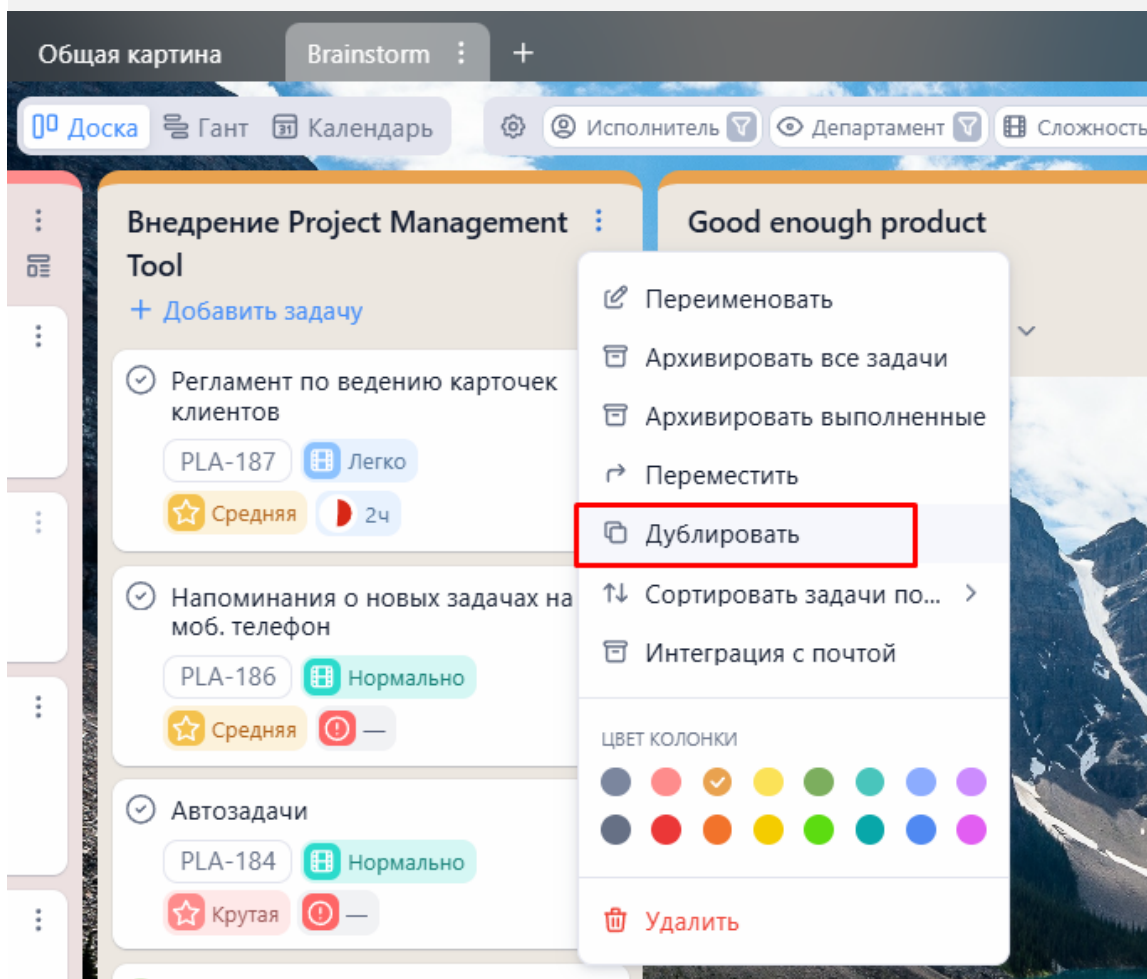 Общая картина
Brainstorm
Доска
Гант
31
Календарь
Исполнитель
Департамент
Сложность
Внедрение Project Management
Tool
+ Добавить задачу
Регламент по ведению карточек
клиентов
PLA-187
Легко
Средняя
2ч
Напоминания о новых задачах на
моб. телефон
PLA-186
Нормально
Средняя
—
Автозадачи
PLA-184
Нормально
Крутая
—
Good enough product
Переименовать
Архивировать все задачи
Архивировать выполненные
Переместить
Дублировать
Сортировать задачи по...
Интеграция с почтой
ЦВЕТ КОЛОНКИ
Удалить